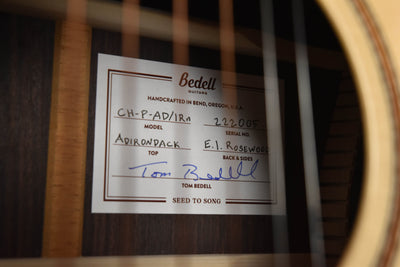 Bedell
GUITARS
HANDCRAFTED IN BEND, OREGON, U.S.A.
CH-P-AD/IRn 222005
MODEL SERIAL NO.
ADIRONDACK E.I. ROSEWOOD
TOP BACK & SIDES
Tom Bedell
TOM BEDELL
SEED TO SONG